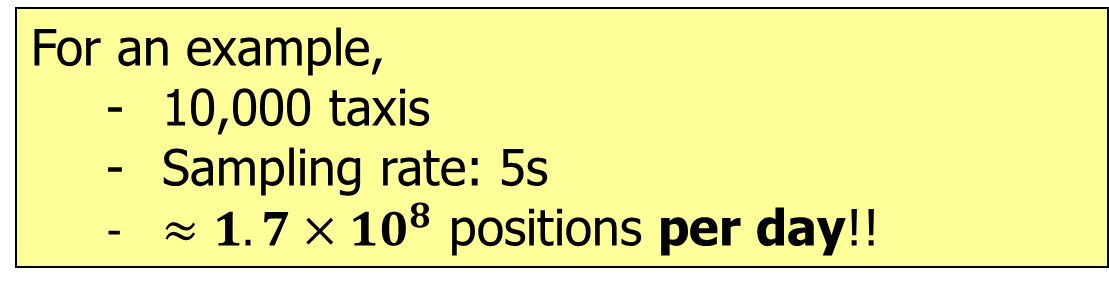 For an example,
- 10,000 taxis
- Sampling rate: 5s
- ≈ 1.7 × 10⁸ positions per day!!